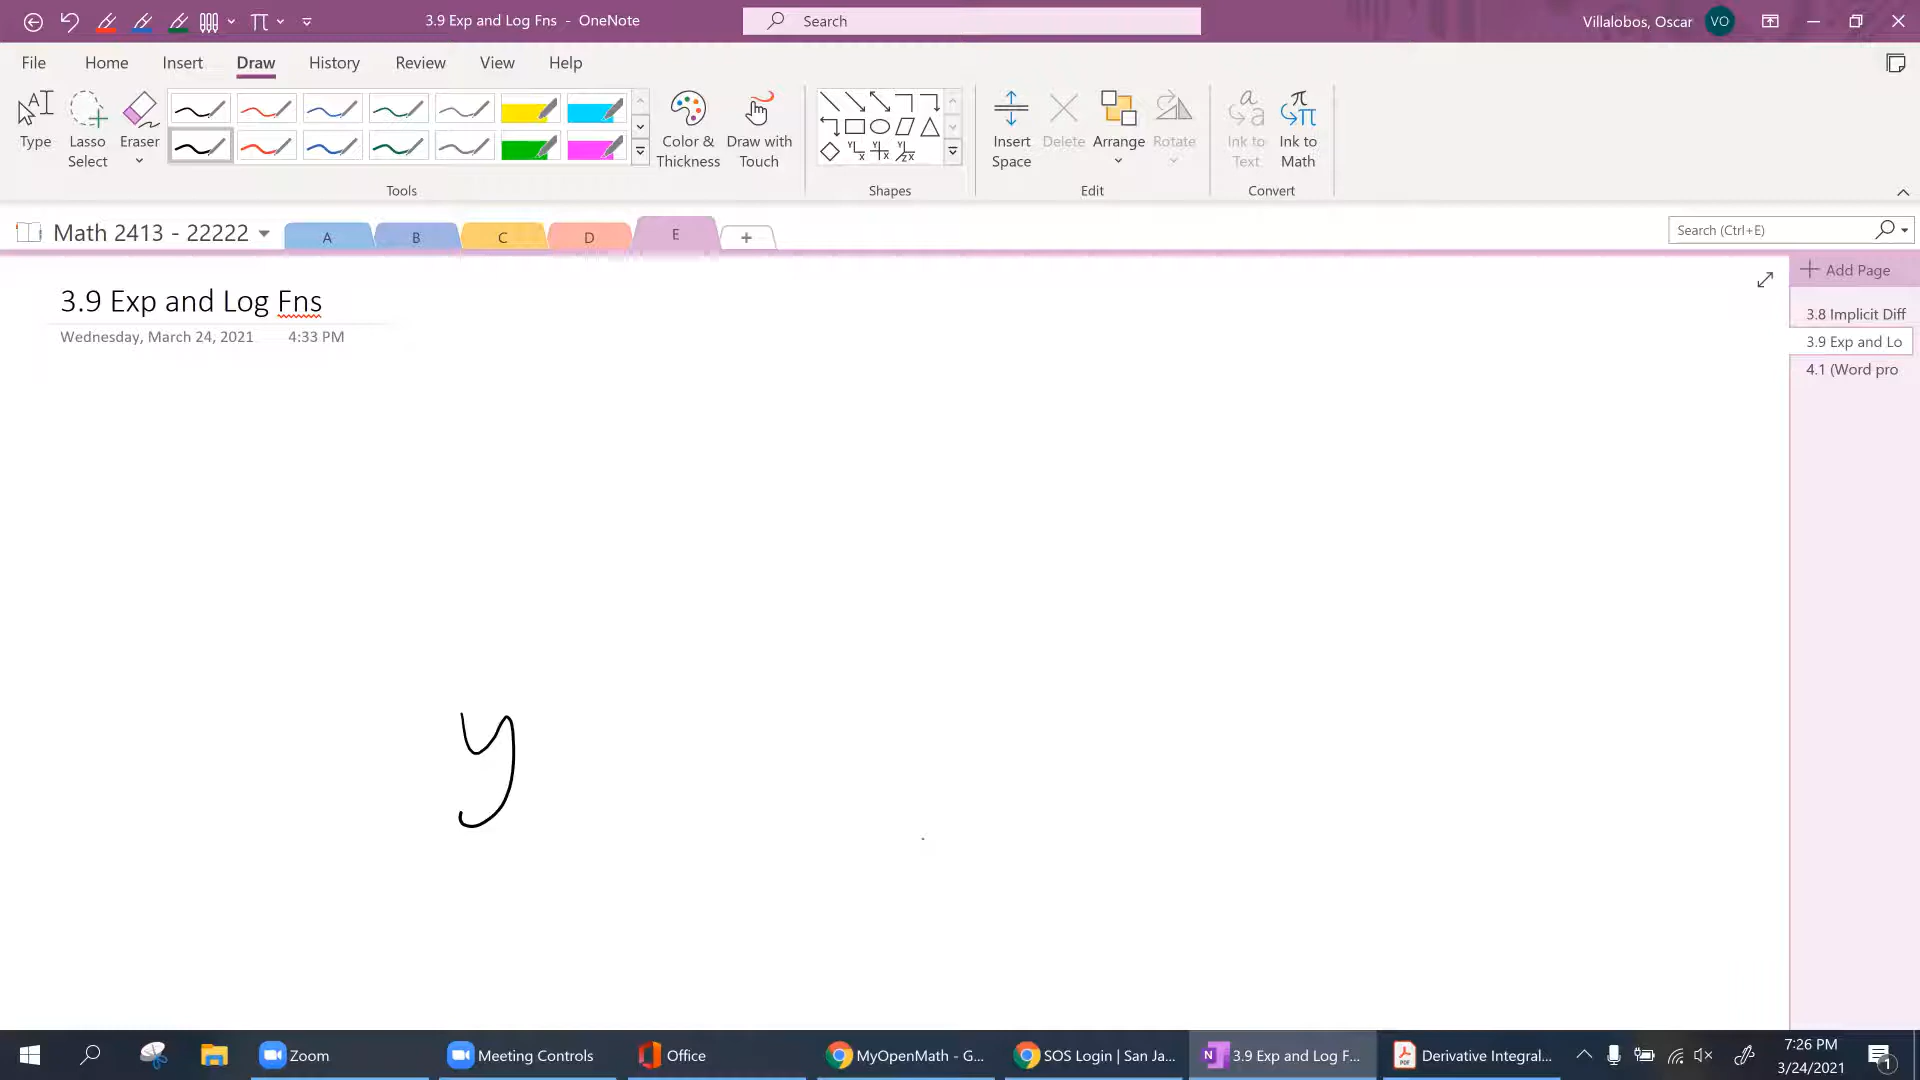 3.9 Exp and Log Fns - OneNote
Search
Villalobos, Oscar VO
File Home Insert Draw History Review View Help
Type
Lasso Select
Eraser
Color & Thickness
Draw with Touch
Insert Space
Delete
Arrange
Rotate
Ink to Text
Ink to Math
Tools
Shapes
Edit
Convert
Math 2413 - 22222
A B C D E +
Search (Ctrl+E)
3.9 Exp and Log Fns
Wednesday, March 24, 2021 4:33 PM
Add Page
3.8 Implicit Diff
3.9 Exp and Lo
4.1 (Word pro
y
Zoom
Meeting Controls
Office
MyOpenMath - G...
SOS Login | San Ja...
3.9 Exp and Log F...
Derivative Integral...
7:26 PM
3/24/2021
1